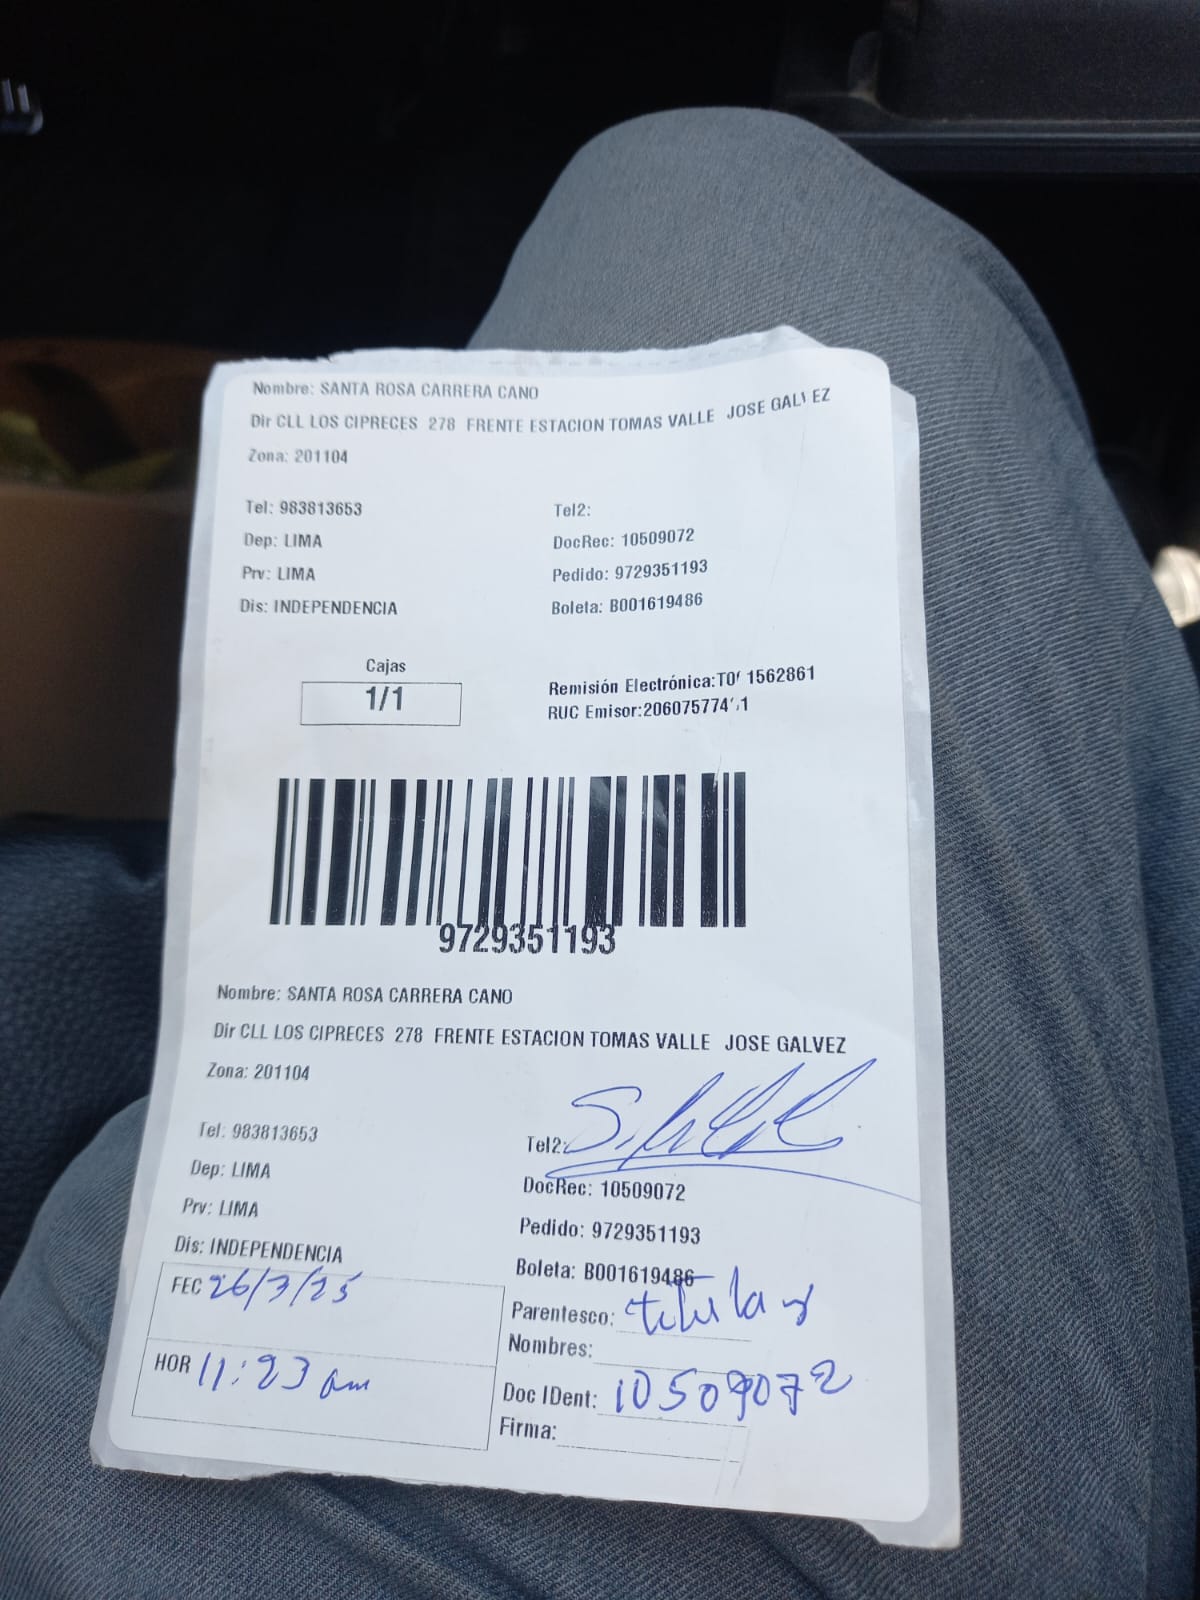 Nombre: SANTA ROSA CARRERA CANO
Dir CLL LOS CIPRECES 278 FRENTE ESTACION TOMAS VALLE JOSE GALVEZ
Zona: 201104
Tel: 983813653 Tel2:
Dep: LIMA DocRec: 10509072
Prv: LIMA Pedido: 9729351193
Dis: INDEPENDENCIA Boleta: B001619486
Cajas
1/1
Remisión Electrónica: 1562861
RUC Emisor:
9729351193
Nombre: SANTA ROSA CARRERA CANO
Dir CLL LOS CIPRECES 278 FRENTE ESTACION TOMAS VALLE JOSE GALVEZ
Zona: 201104
Tel: 983813653 Tel2:
Dep: LIMA DocRec: 10509072
Prv: LIMA Pedido: 9729351193
Dis: INDEPENDENCIA Boleta: B001619486
FEC 26/3/25
HOR 11:23 am
Parentesco: titular
Nombres:
Doc IDent: 10509072
Firma: